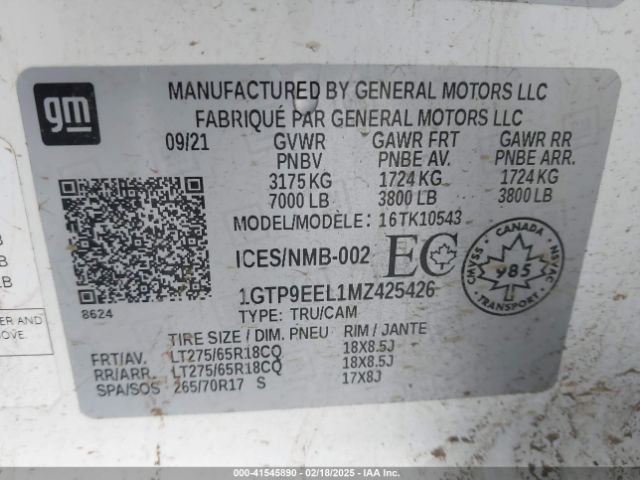 gm
MANUFACTURED BY GENERAL MOTORS LLC
FABRIQUÉ PAR GENERAL MOTORS LLC
09/21 GVWR GAWR FRT GAWR RR
PNBV PNBE AV. PNBE ARR.
3175 KG 1724 KG 1724 KG
7000 LB 3800 LB 3800 LB
MODEL/MODÈLE: 16TK10543
ICES/NMB-002 EC
CANADA
CMVSS 985 NSVAC
TRANSPORT
1GTP9EEL1MZ425426
8624
TYPE: TRU/CAM
TIRE SIZE / DIM. PNEU RIM / JANTE
FRT/AV. LT275/65R18CQ 18X8.5J
RR/ARR. LT275/65R18CQ 18X8.5J
SPA/SOS 265/70R17 S 17X8J
LB
LB
ER AND
ABOVE.
000-41545890 - 02/18/2025 - IAA Inc.